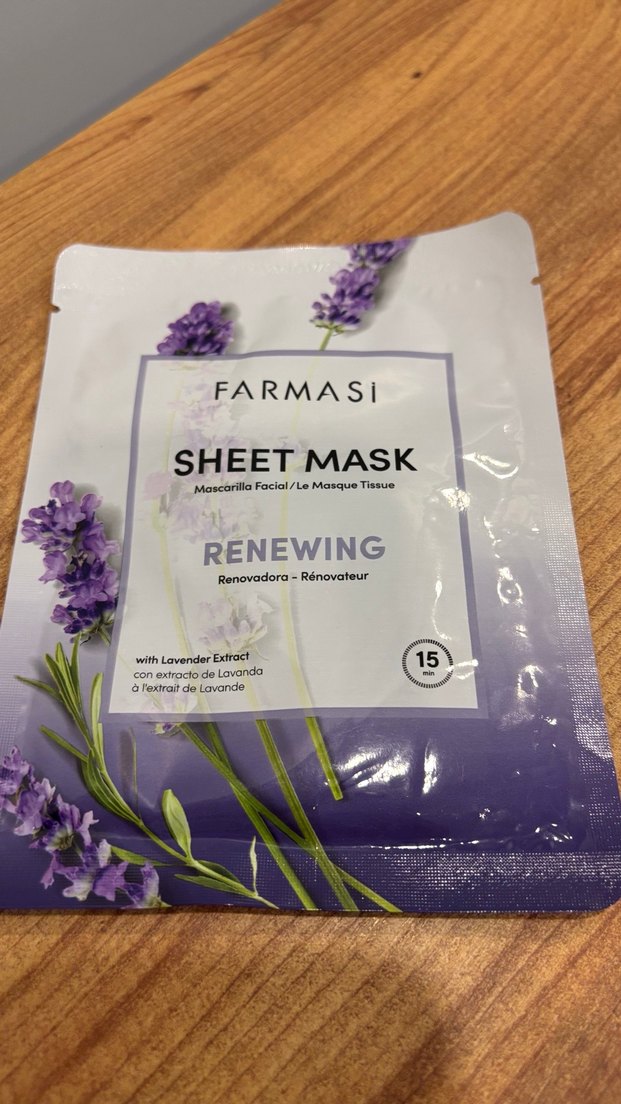 FARMASi
SHEET MASK
Mascarilla Facial / Le Masque Tissue
RENEWING
Renovadora - Rénovateur
with Lavender Extract
con extracto de Lavanda
à l'extrait de Lavande
15
min